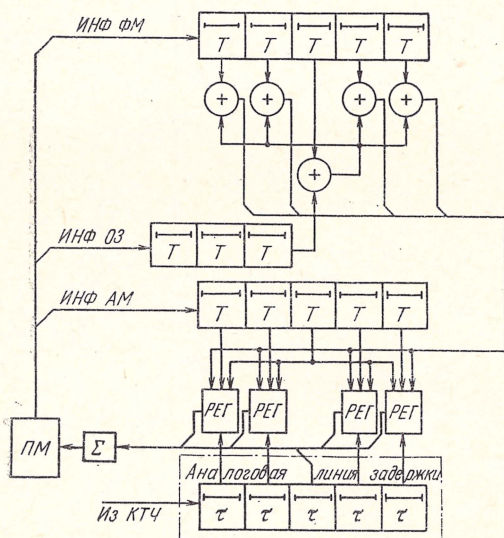 ИНФ ФМ
T T T T T
+ + + +
+
ИНФ ОЗ
T T T
ИНФ АМ
T T T T T
РЕГ РЕГ РЕГ РЕГ
ПМ
Σ
Аналоговая линия задержки
Из КТЧ
τ τ τ τ τ